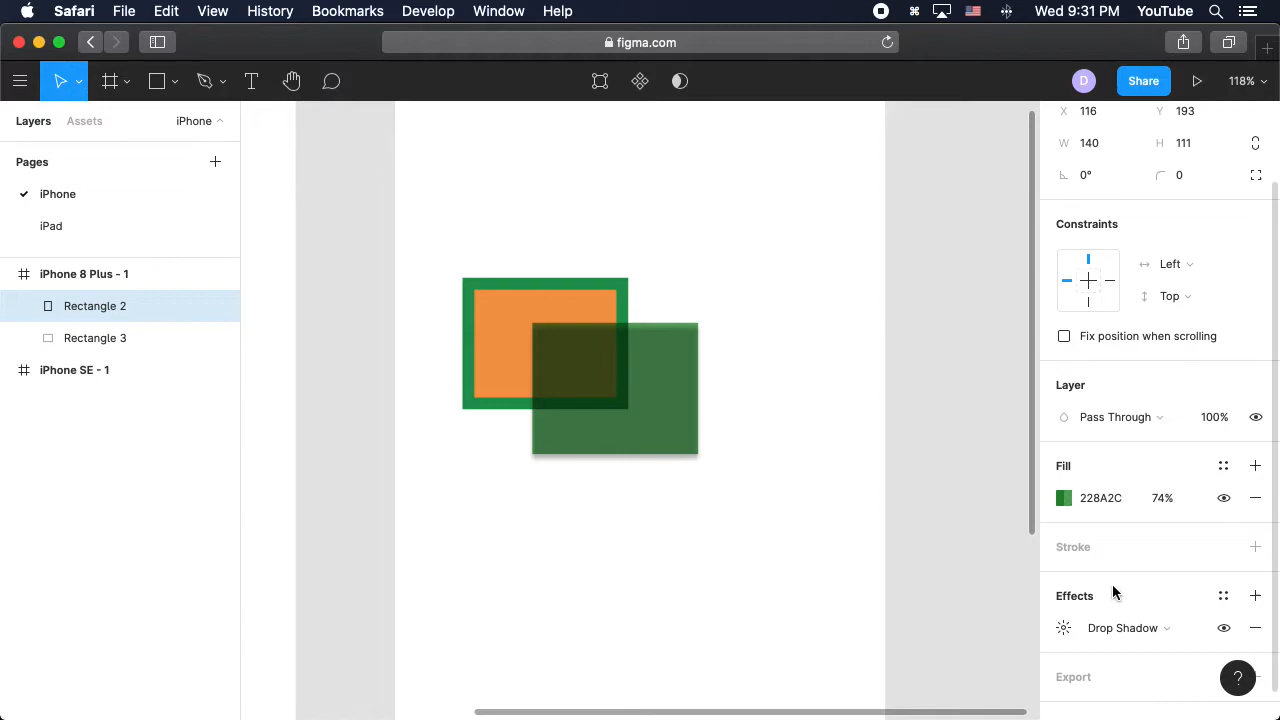 Safari File Edit View History Bookmarks Develop Window Help Wed 9:31 PM YouTube
figma.com
D Share 118%
Layers Assets iPhone
Pages
iPhone
iPad
iPhone 8 Plus - 1
Rectangle 2
Rectangle 3
iPhone SE - 1
X 116 Y 193
W 140 H 111
0° 0
Constraints
Left
Top
Fix position when scrolling
Layer
Pass Through 100%
Fill
228A2C 74%
Stroke
Effects
Drop Shadow
Export
?